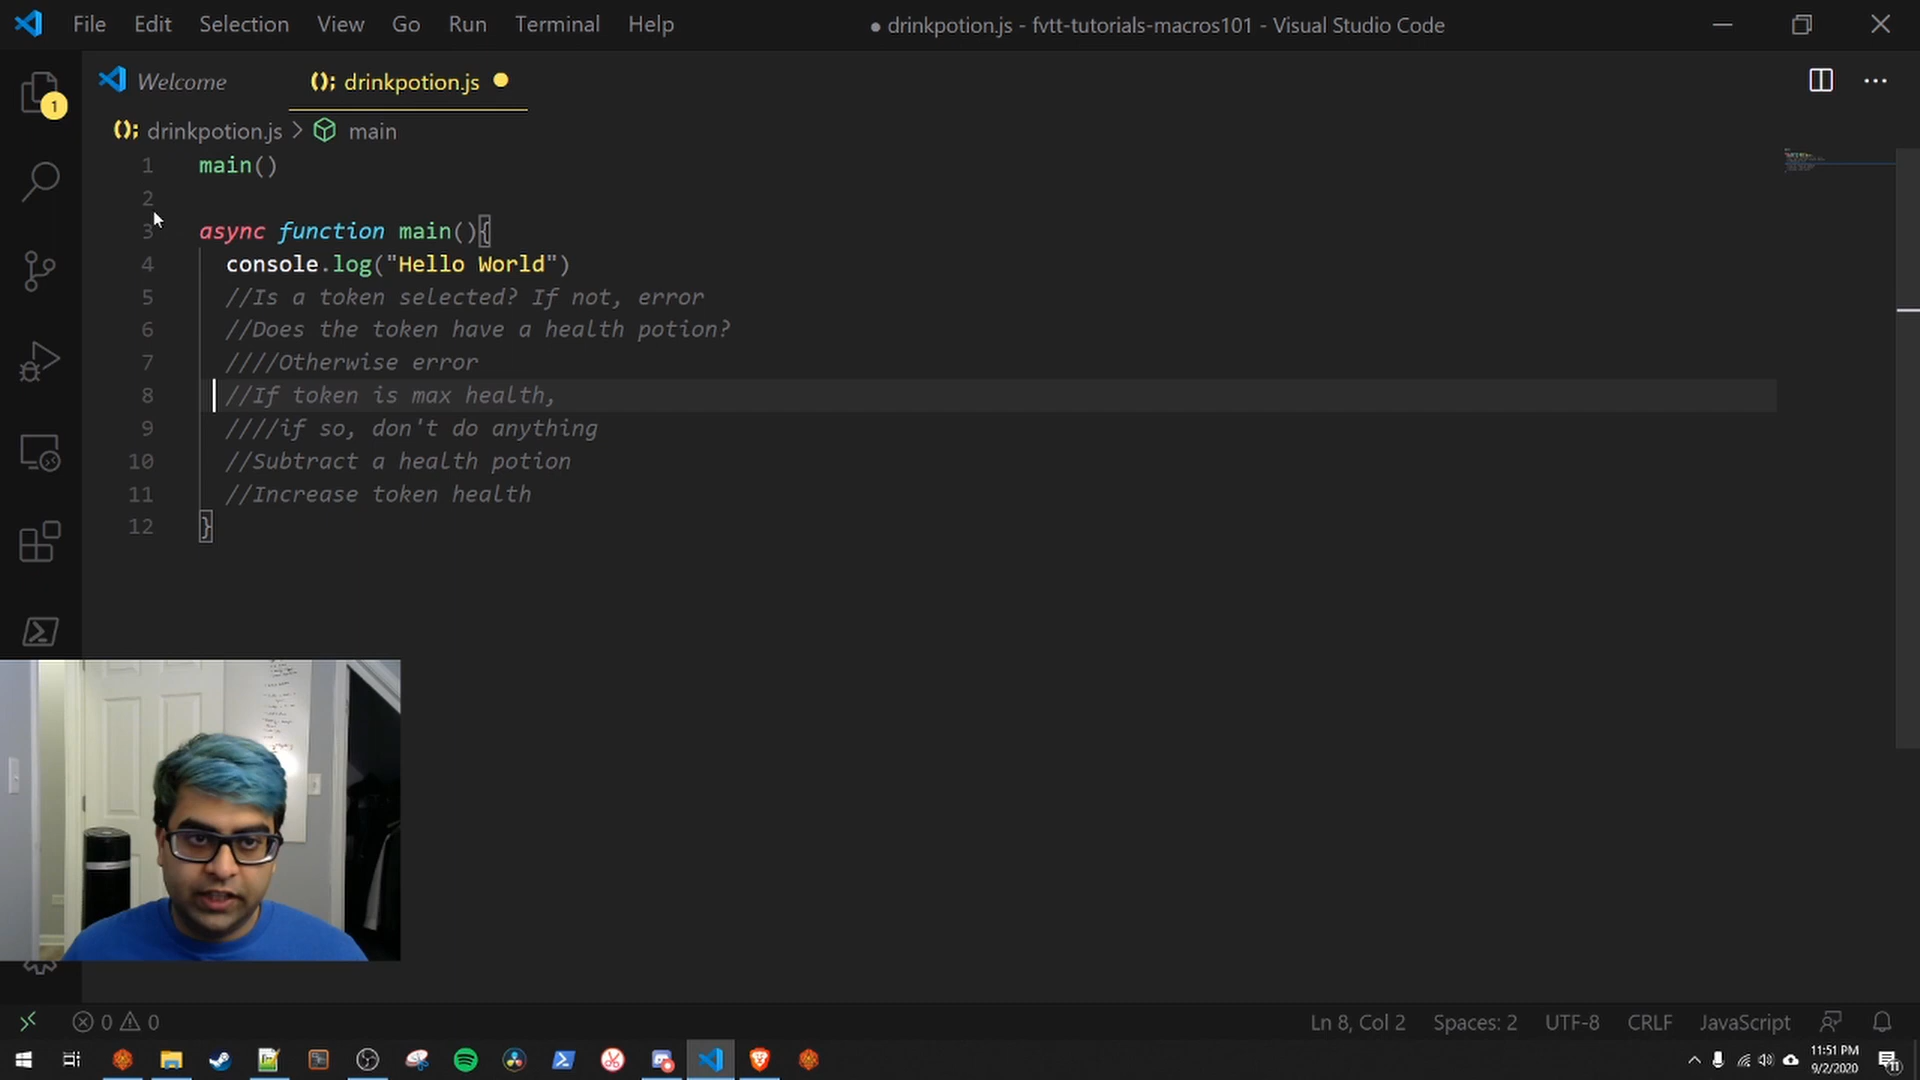 File Edit Selection View Go Run Terminal Help
● drinkpotion.js - fvtt-tutorials-macros101 - Visual Studio Code
Welcome
(); drinkpotion.js
1
(); drinkpotion.js > main
1 main()
2
3 async function main(){
4 console.log("Hello World")
5 //Is a token selected? If not, error
6 //Does the token have a health potion?
7 ////Otherwise error
8 //If token is max health,
9 ////if so, don't do anything
10 //Subtract a health potion
11 //Increase token health
12 }
0 0
Ln 8, Col 2 Spaces: 2 UTF-8 CRLF JavaScript
11:51 PM
9/2/2020
11